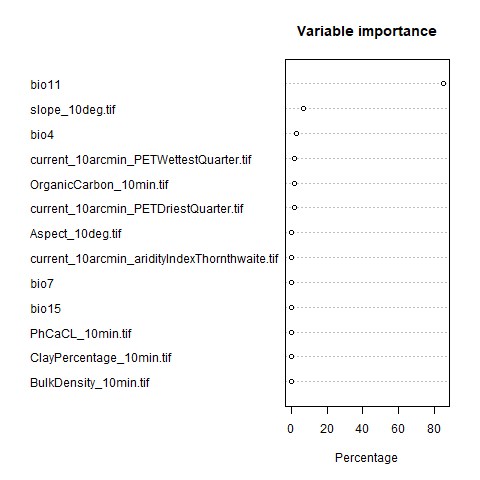 Variable importance
bio11
slope_10deg.tif
bio4
current_10arcmin_PETWettestQuarter.tif
OrganicCarbon_10min.tif
current_10arcmin_PETDriestQuarter.tif
Aspect_10deg.tif
current_10arcmin_aridityIndexThornthwaite.tif
bio7
bio15
PhCaCL_10min.tif
ClayPercentage_10min.tif
BulkDensity_10min.tif
0 20 40 60 80
Percentage